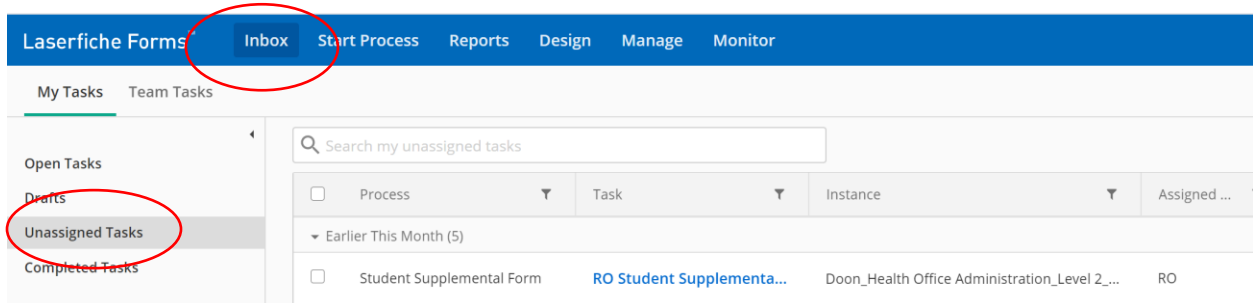 Laserfiche Forms Inbox Start Process Reports Design Manage Monitor
My Tasks Team Tasks
Search my unassigned tasks
Open Tasks
Drafts
Process Task Instance Assigned ...
Unassigned Tasks
Earlier This Month (5)
Completed Tasks
Student Supplemental Form RO Student Supplementa... Doon_Health Office Administration_Level 2_... RO